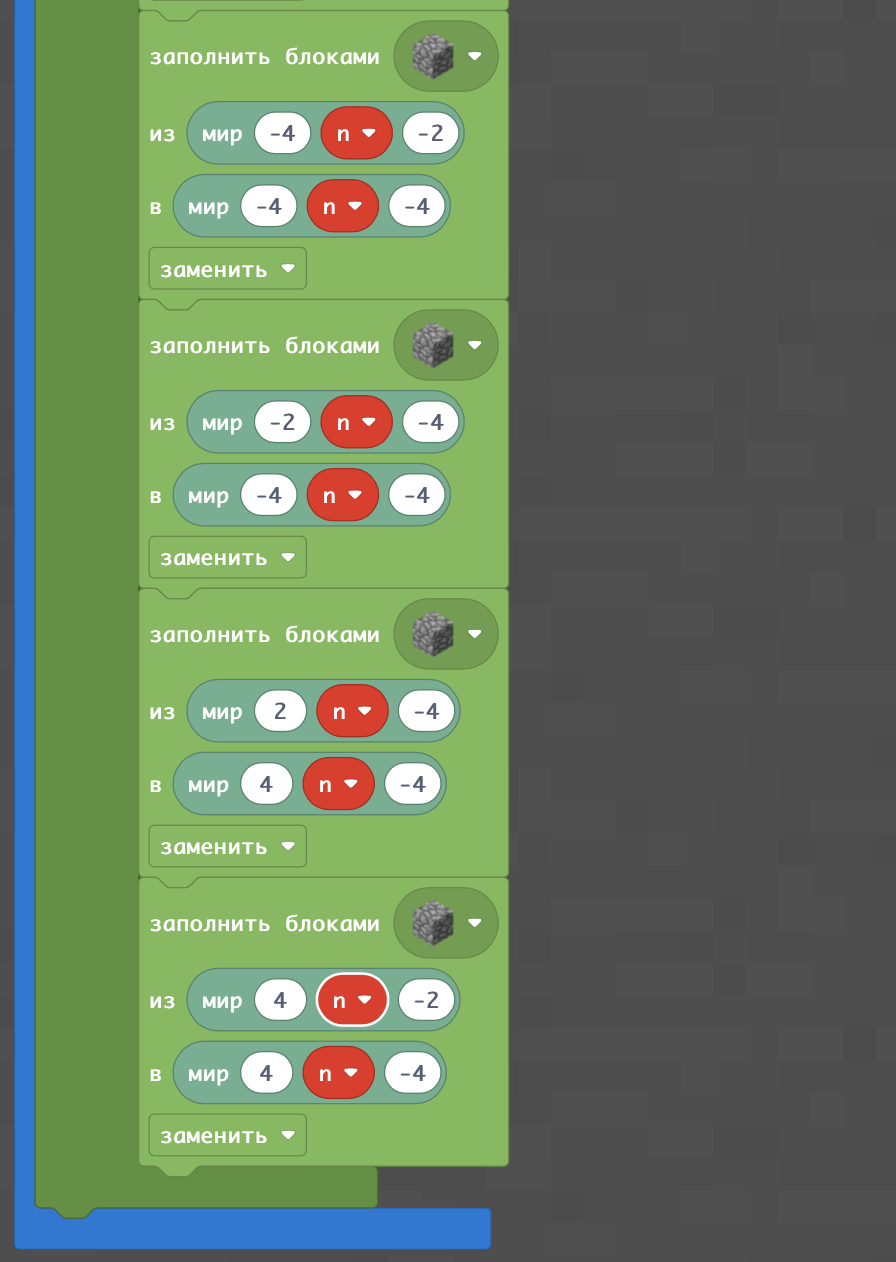 заполнить блоками
из мир -4 n -2
в мир -4 n -4
заменить
заполнить блоками
из мир -2 n -4
в мир -4 n -4
заменить
заполнить блоками
из мир 2 n -4
в мир 4 n -4
заменить
заполнить блоками
из мир 4 n -2
в мир 4 n -4
заменить